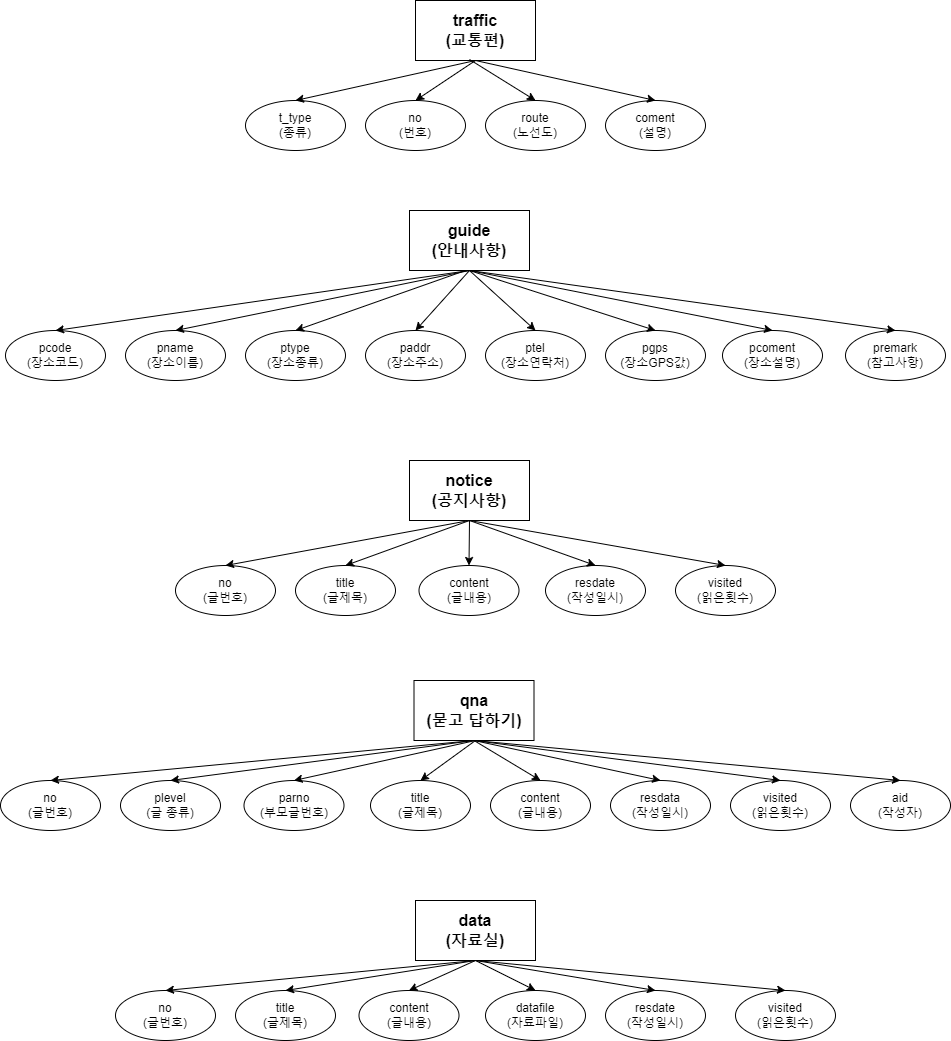 traffic
(교통편)
t_type
(종류)
no
(번호)
route
(노선도)
coment
(설명)
guide
(안내사항)
pcode
(장소코드)
pname
(장소이름)
ptype
(장소종류)
paddr
(장소주소)
ptel
(장소연락처)
pgps
(장소GPS값)
pcoment
(장소설명)
premark
(참고사항)
notice
(공지사항)
no
(글번호)
title
(글제목)
content
(글내용)
resdate
(작성일시)
visited
(읽은횟수)
qna
(묻고 답하기)
no
(글번호)
plevel
(글 종류)
parno
(부모글번호)
title
(글제목)
content
(글내용)
resdata
(작성일시)
visited
(읽은횟수)
aid
(작성자)
data
(자료실)
no
(글번호)
title
(글제목)
content
(글내용)
datafile
(자료파일)
resdate
(작성일시)
visited
(읽은횟수)